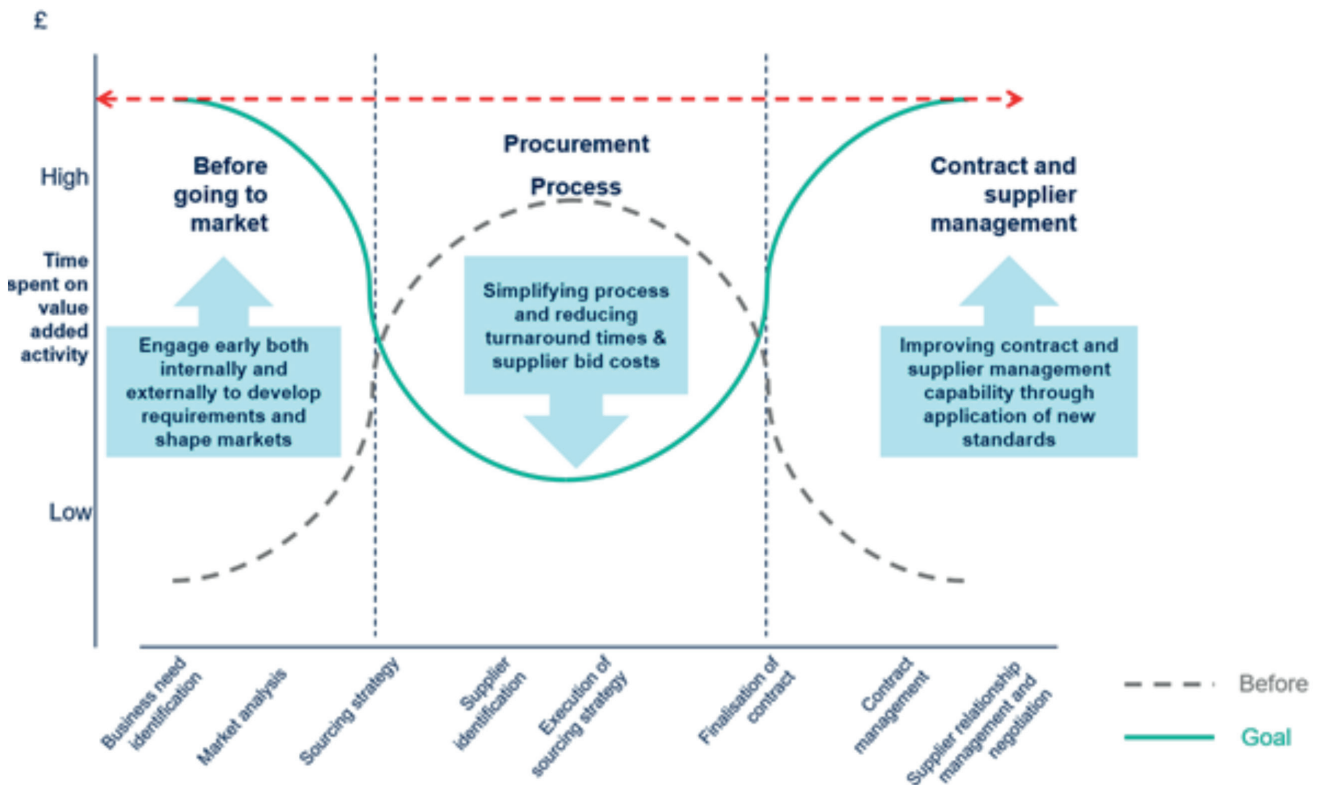 £
High
Time
spent on
value
added
activity
Low
Before
going to
market
Engage early both
internally and
externally to develop
requirements and
shape markets
Procurement
Process
Simplifying process
and reducing
turnaround times &
supplier bid costs
Contract and
supplier
management
Improving contract and
supplier management
capability through
application of new
standards
Business need
identification
Market analysis
Sourcing strategy
Supplier
identification
Execution of
sourcing strategy
Finalisation of
contract
Contract
management
Supplier relationship
management and
negotiation
Before
Goal